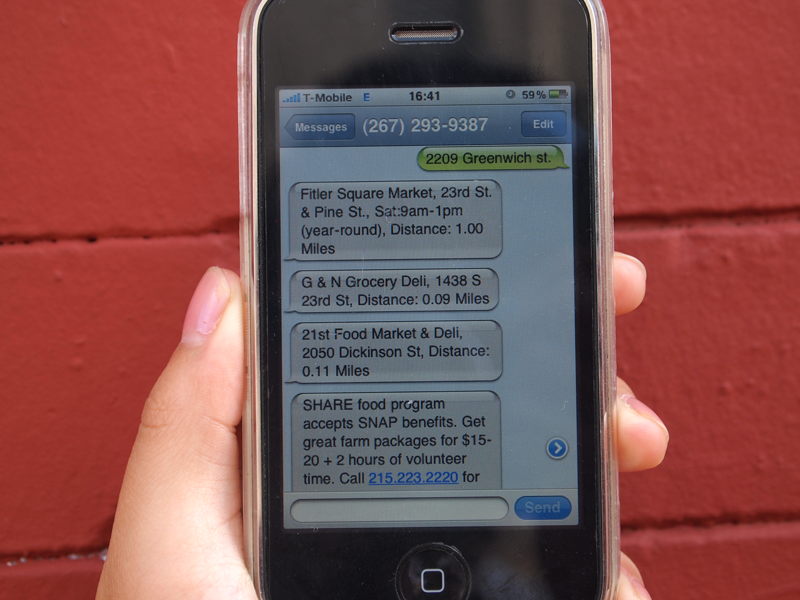 T-Mobile E 16:41 59%
Messages (267) 293-9387 Edit
2209 Greenwich st.
Fitler Square Market, 23rd St.
& Pine St., Sat:9am-1pm
(year-round), Distance: 1.00
Miles
G & N Grocery Deli, 1438 S
23rd St, Distance: 0.09 Miles
21st Food Market & Deli,
2050 Dickinson St, Distance:
0.11 Miles
SHARE food program
accepts SNAP benefits. Get
great farm packages for $15-
20 + 2 hours of volunteer
time. Call 215.223.2220 for
Send